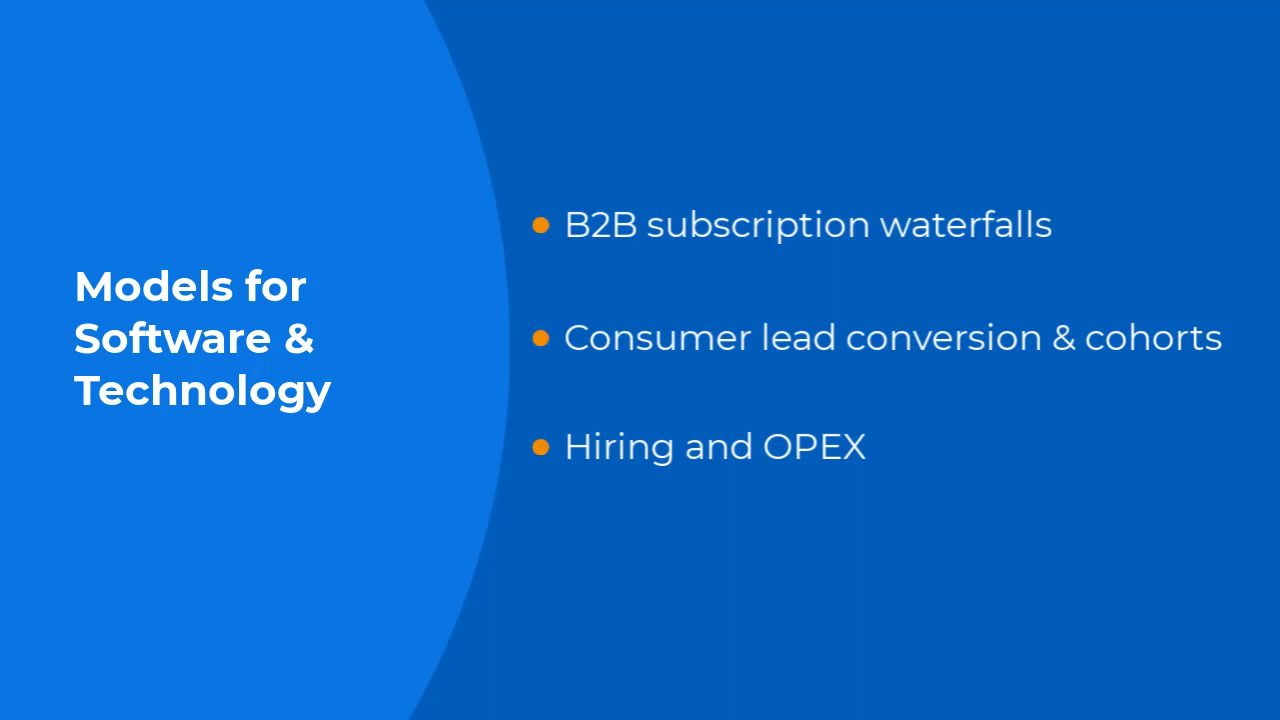 Models for
Software &
Technology
B2B subscription waterfalls
Consumer lead conversion & cohorts
Hiring and OPEX